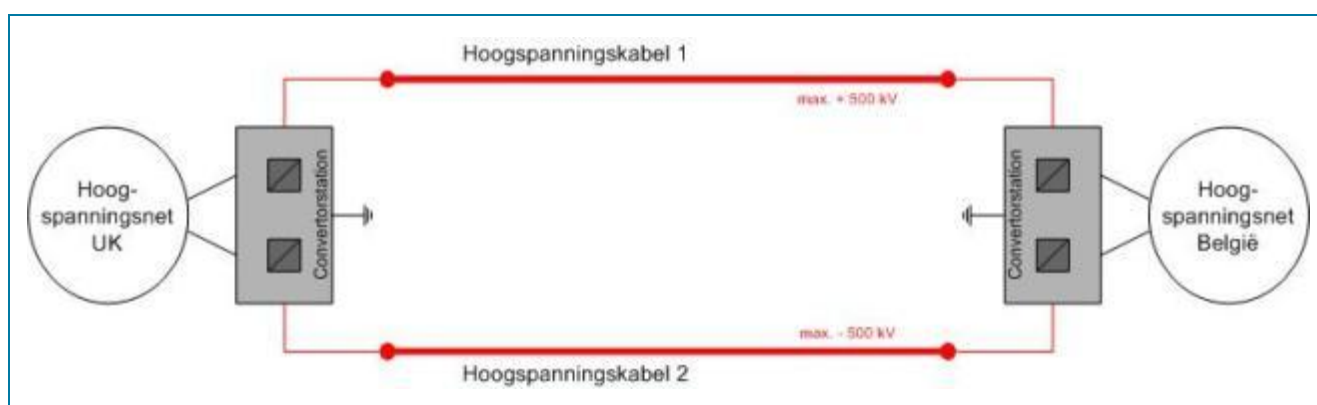 Hoogspanningskabel 1
max. + 500 kV
Hoog-
spanningsnet
UK
Convertorstation
Convertorstation
Hoog-
spanningsnet
België
max. - 500 kV
Hoogspanningskabel 2